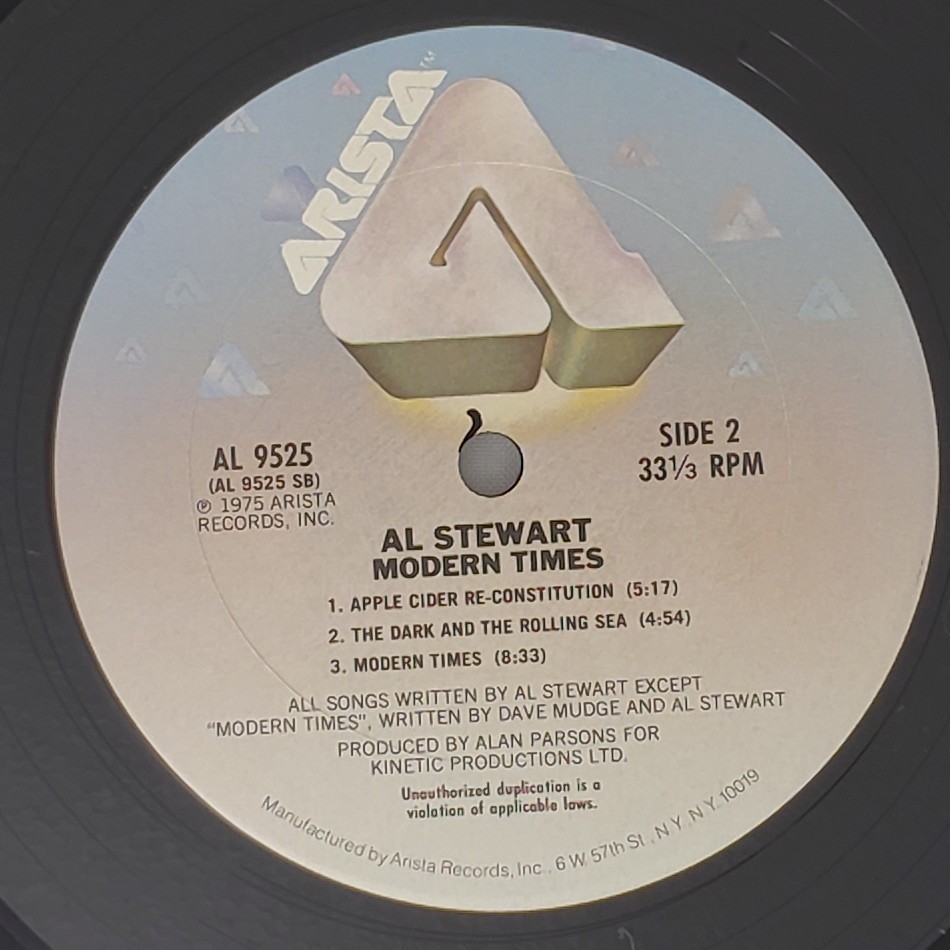 ARISTA™
AL 9525
(AL 9525 SB)
℗ 1975 ARISTA
RECORDS, INC.
SIDE 2
33⅓ RPM
AL STEWART
MODERN TIMES
1. APPLE CIDER RE-CONSTITUTION (5:17)
2. THE DARK AND THE ROLLING SEA (4:54)
3. MODERN TIMES (8:33)
ALL SONGS WRITTEN BY AL STEWART EXCEPT
"MODERN TIMES", WRITTEN BY DAVE MUDGE AND AL STEWART
PRODUCED BY ALAN PARSONS FOR
KINETIC PRODUCTIONS LTD.
Unauthorized duplication is a
violation of applicable laws.
Manufactured by Arista Records, Inc., 6 W. 57th St., N.Y. N.Y. 10019